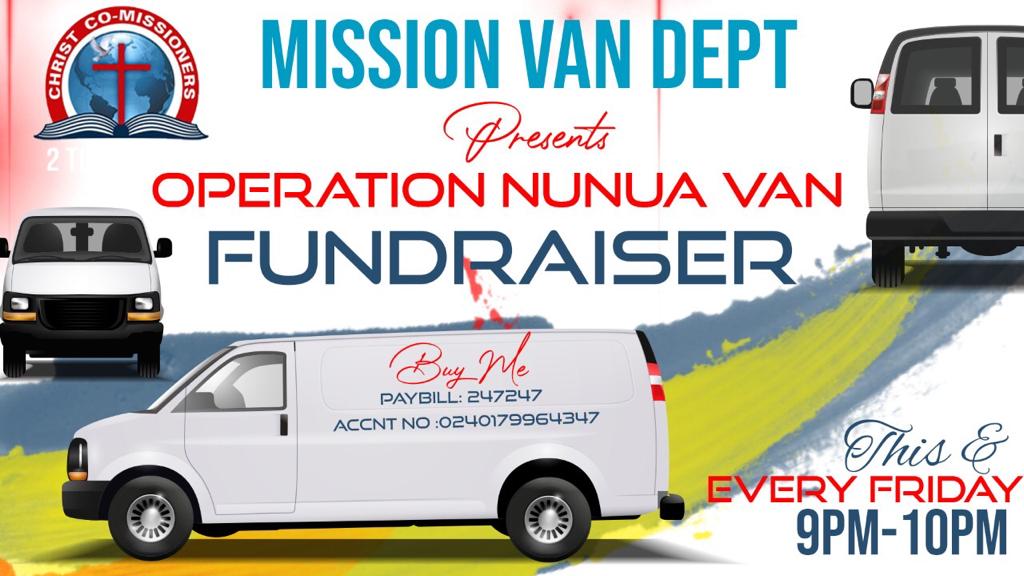 CHRIST CO-MISSIONERS
MISSION VAN DEPT
Presents
OPERATION NUNUA VAN
FUNDRAISER
Buy Me
PAYBILL: 247247
ACCNT NO :0240179964347
This &
EVERY FRIDAY
9PM-10PM